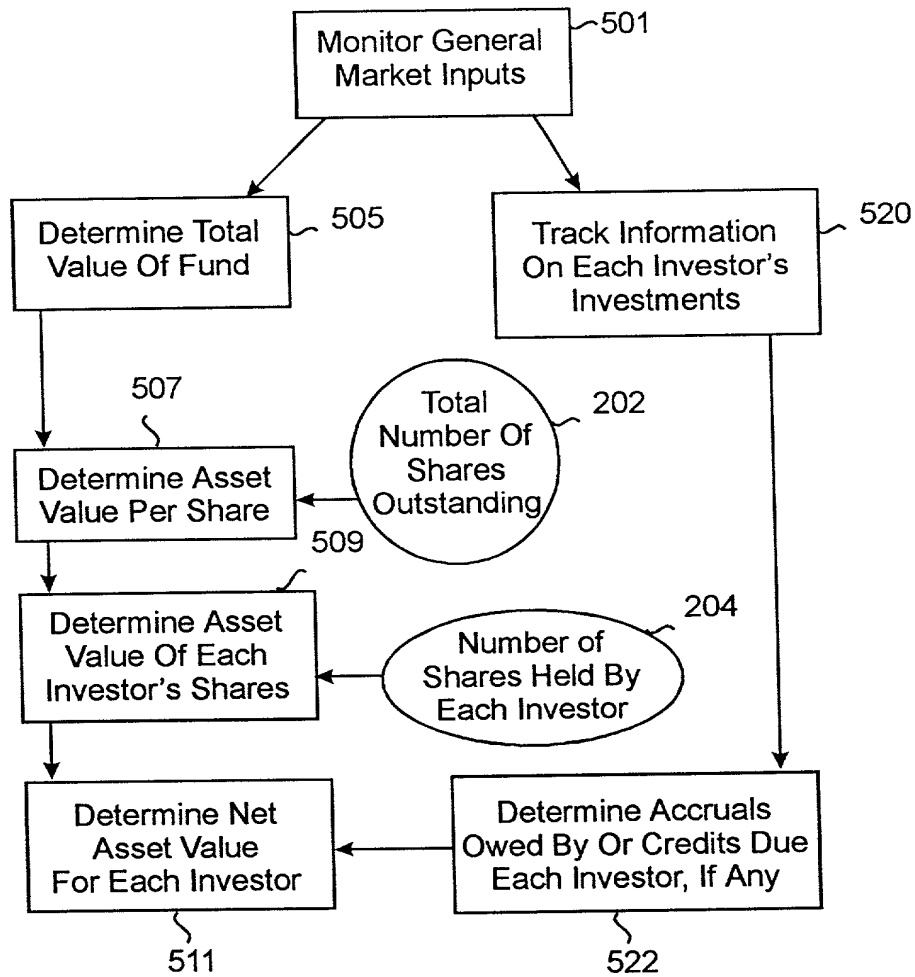 Monitor General
Market Inputs
501
Determine Total
Value Of Fund
505
Track Information
On Each Investor's
Investments
520
507
Determine Asset
Value Per Share
Total
Number Of
Shares
Outstanding
202
509
Determine Asset
Value Of Each
Investor's Shares
Number of
Shares Held By
Each Investor
204
Determine Net
Asset Value
For Each Investor
511
Determine Accruals
Owed By Or Credits Due
Each Investor, If Any
522